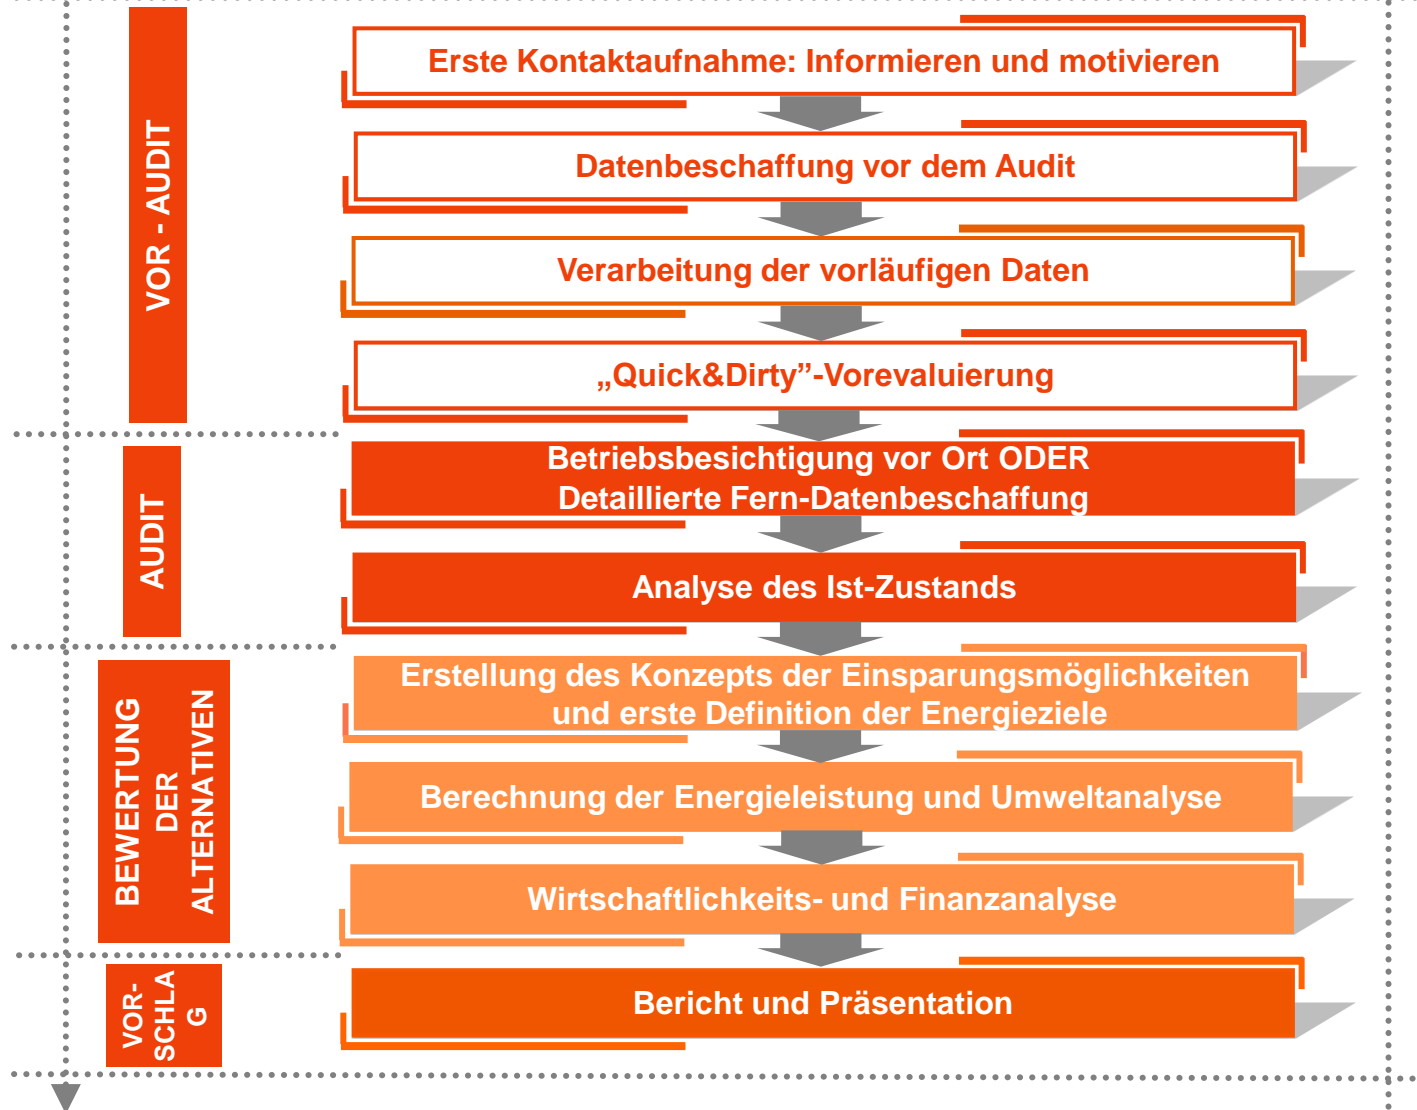 VOR - AUDIT
Erste Kontaktaufnahme: Informieren und motivieren
Datenbeschaffung vor dem Audit
Verarbeitung der vorläufigen Daten
„Quick&Dirty”-Vorevaluierung
AUDIT
Betriebsbesichtigung vor Ort ODER
Detaillierte Fern-Datenbeschaffung
Analyse des Ist-Zustands
BEWERTUNG
DER
ALTERNATIVEN
Erstellung des Konzepts der Einsparungsmöglichkeiten
und erste Definition der Energieziele
Berechnung der Energieleistung und Umweltanalyse
Wirtschaftlichkeits- und Finanzanalyse
VOR-
SCHLA
G
Bericht und Präsentation